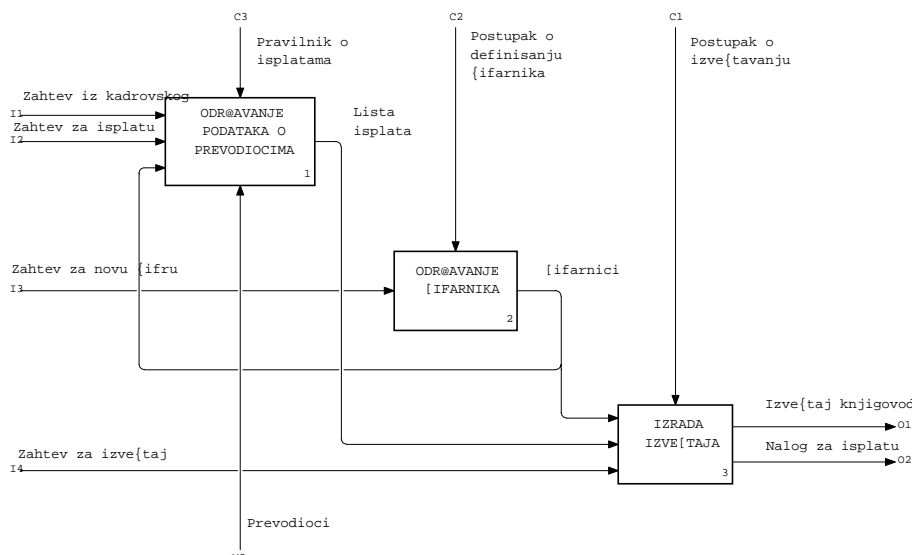 C3
C2
C1
Pravilnik o
isplatama
Postupak o
definisanju
{ifarnika
Postupak o
izve{tavanju
Zahtev iz kadrovskog
I1
Zahtev za isplatu
I2
ODR@AVANJE
PODATAKA O
PREVODIOCIMA
1
Lista
isplata
Zahtev za novu {ifru
I3
ODR@AVANJE
[IFARNIKA
2
[ifarnici
Zahtev za izve{taj
I4
IZRADA
IZVE[TAJA
3
Izve{taj knjigovod
O1
Nalog za isplatu
O2
Prevodioci